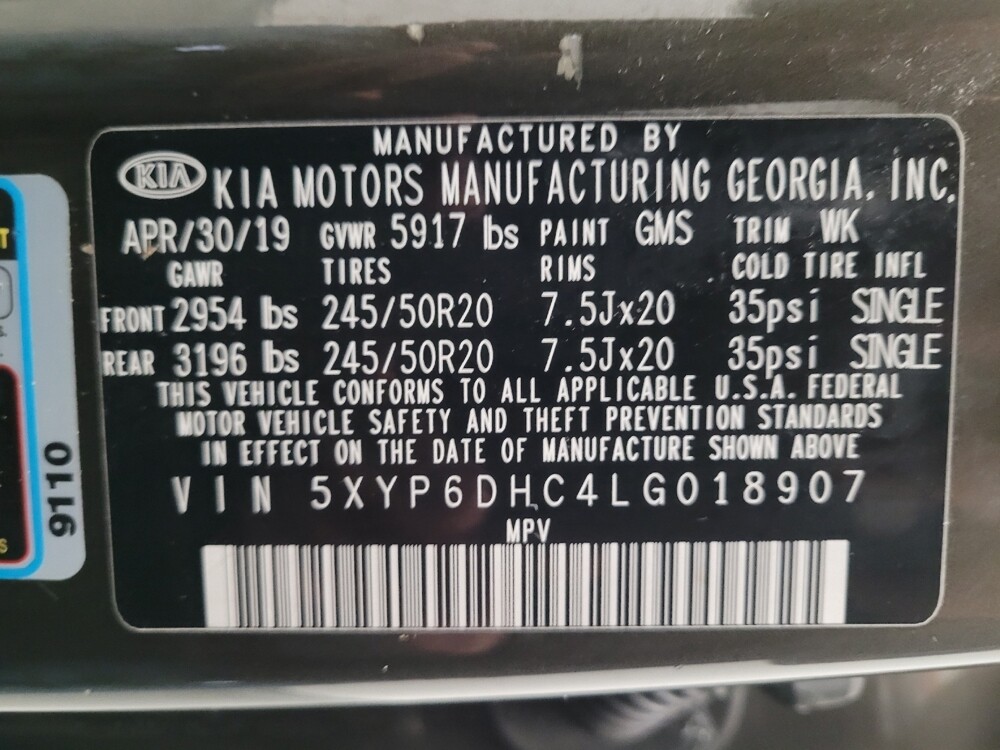 MANUFACTURED BY
KIA KIA MOTORS MANUFACTURING GEORGIA, INC.
APR/30/19 GVWR 5917 lbs PAINT GMS TRIM WK
GAWR TIRES RIMS COLD TIRE INFL
FRONT 2954 lbs 245/50R20 7.5Jx20 35psi SINGLE
REAR 3196 lbs 245/50R20 7.5Jx20 35psi SINGLE
THIS VEHICLE CONFORMS TO ALL APPLICABLE U.S.A. FEDERAL
MOTOR VEHICLE SAFETY AND THEFT PREVENTION STANDARDS
IN EFFECT ON THE DATE OF MANUFACTURE SHOWN ABOVE
VIN 5XYP6DHC4LG018907
MPV
9110